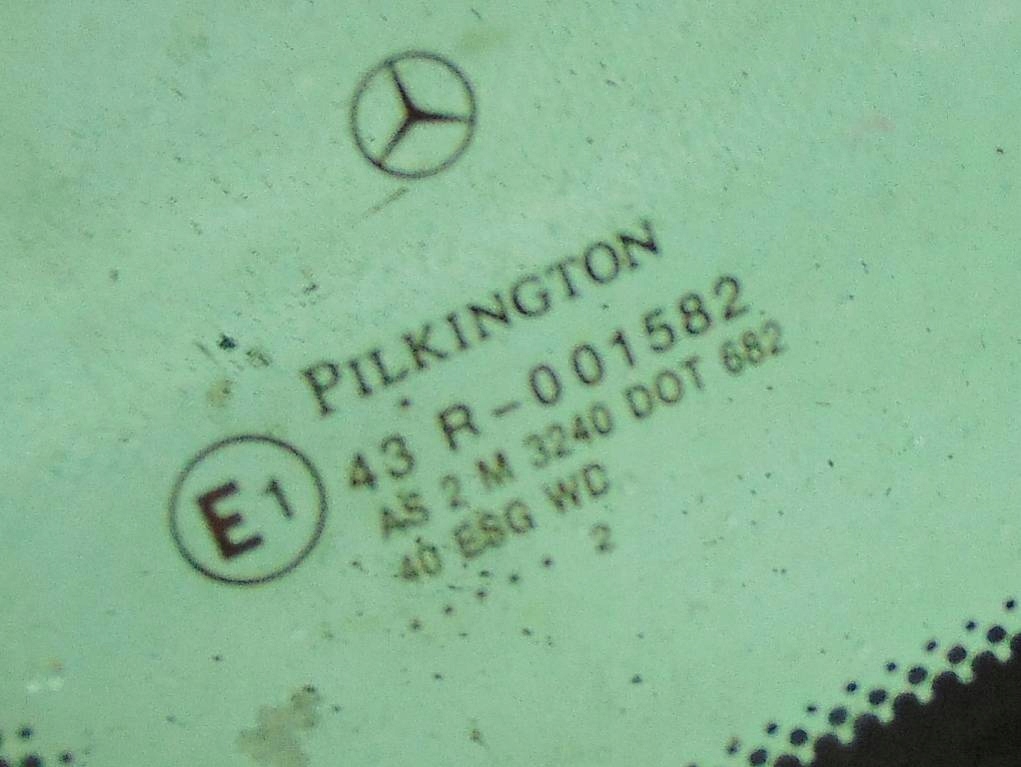 PILKINGTON
E1
43 R-001582
AS 2 M 3240 DOT 682
40 ESG WD
..... 2